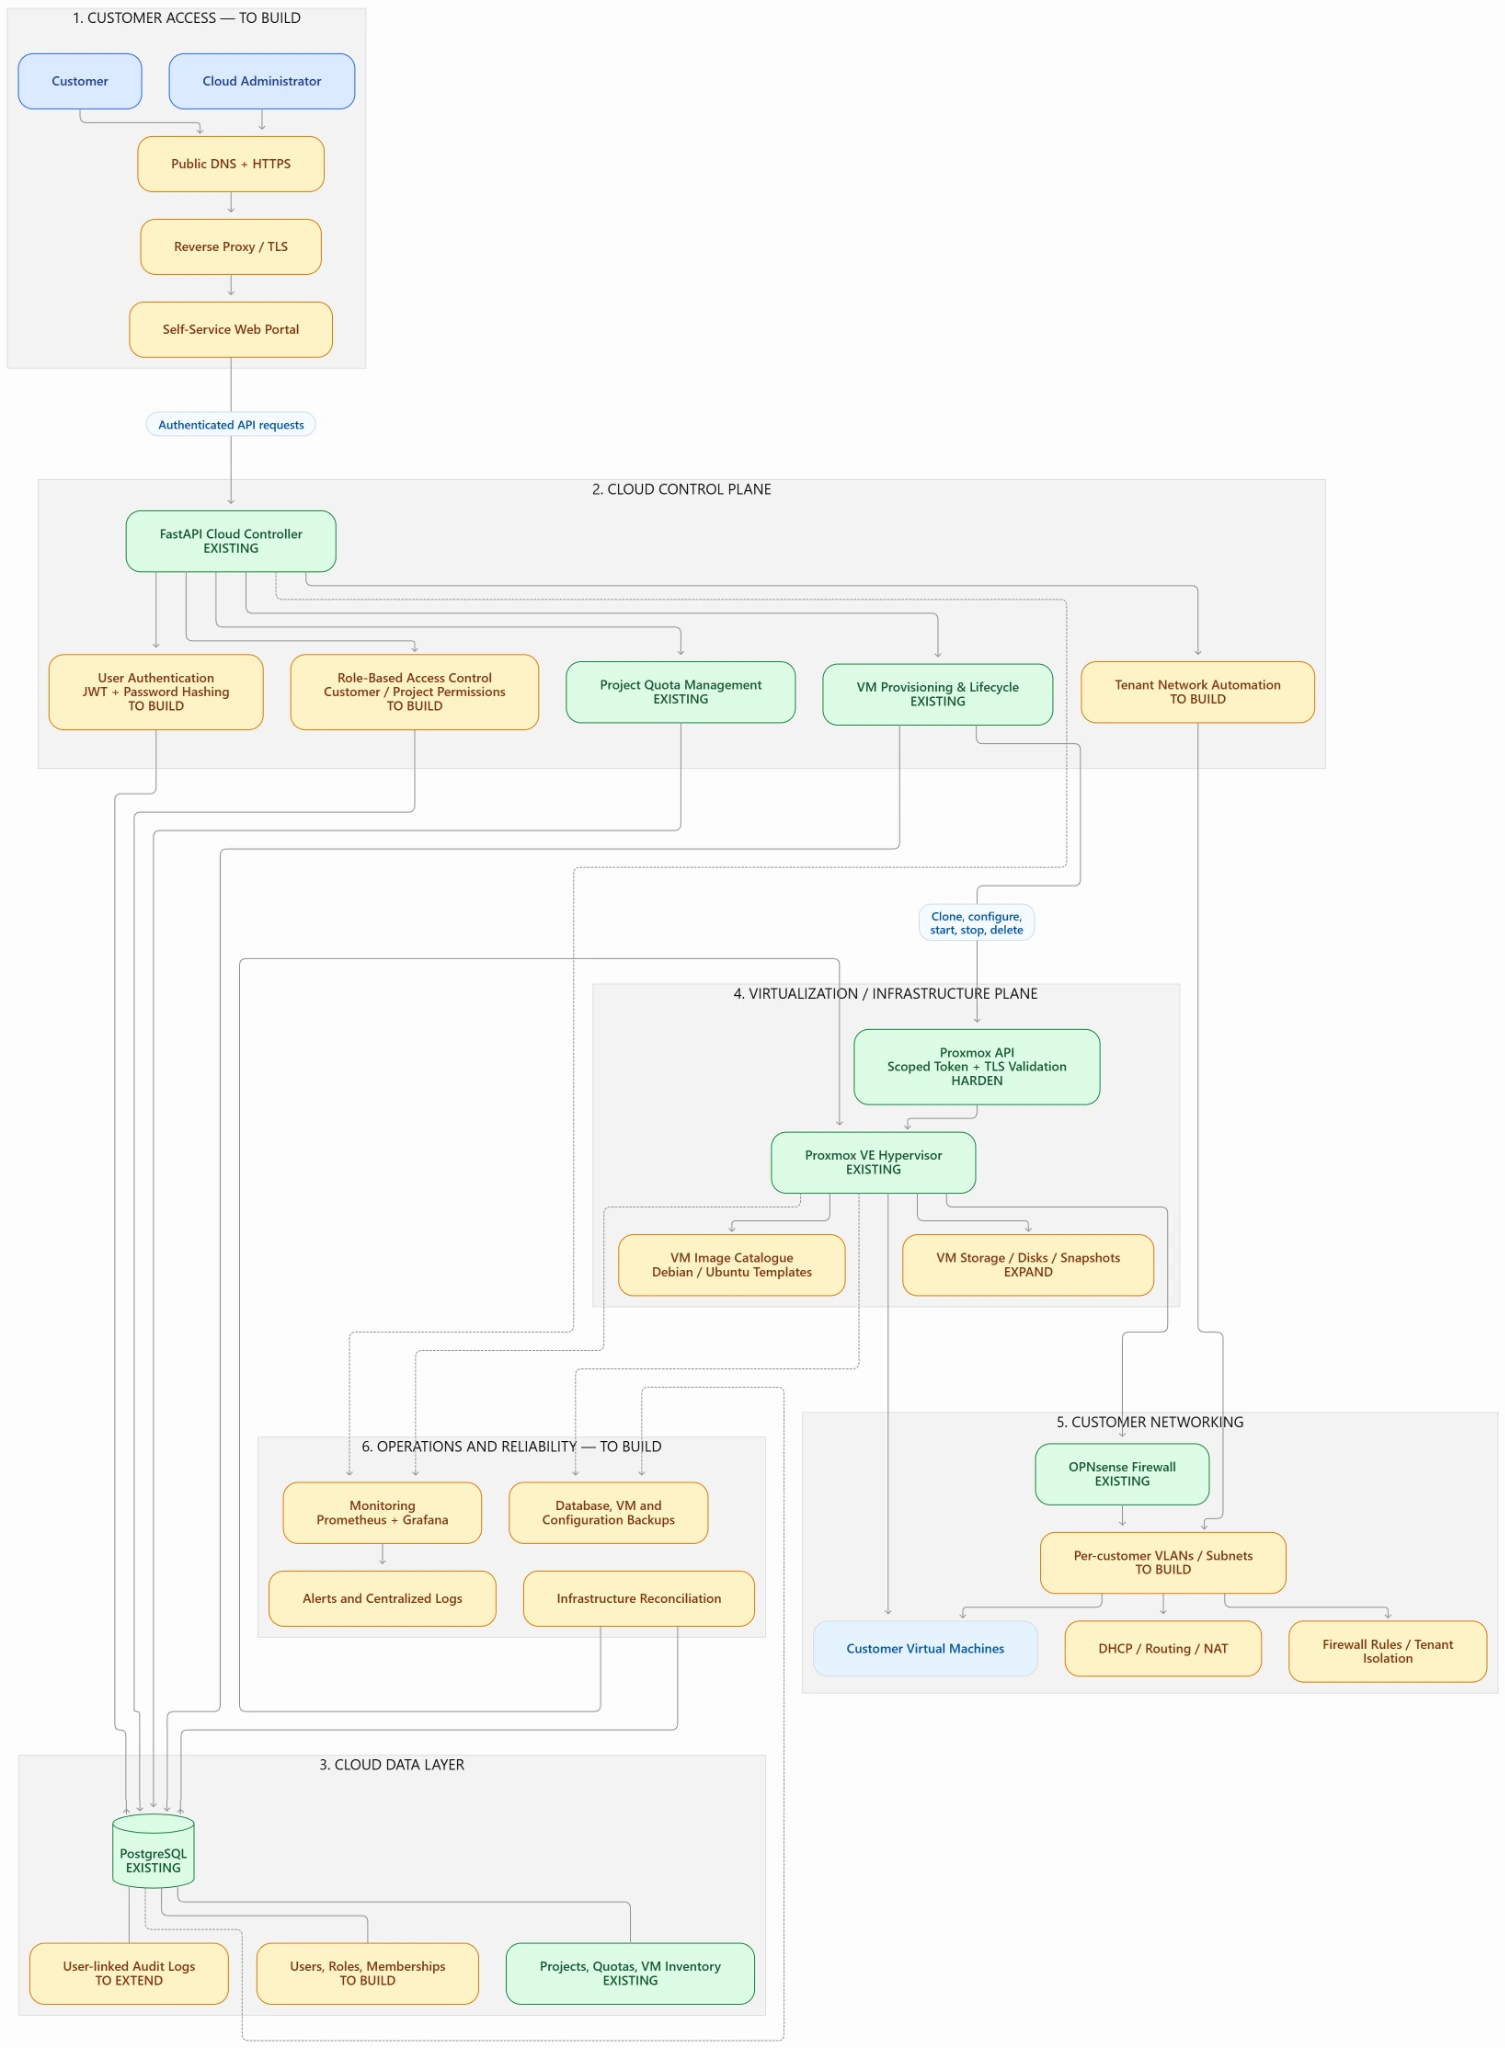 1. CUSTOMER ACCESS — TO BUILD
Customer
Cloud Administrator
Public DNS + HTTPS
Reverse Proxy / TLS
Self-Service Web Portal
Authenticated API requests
2. CLOUD CONTROL PLANE
FastAPI Cloud Controller
EXISTING
User Authentication
JWT + Password Hashing
TO BUILD
Role-Based Access Control
Customer / Project Permissions
TO BUILD
Project Quota Management
EXISTING
VM Provisioning & Lifecycle
EXISTING
Tenant Network Automation
TO BUILD
Clone, configure,
start, stop, delete
4. VIRTUALIZATION / INFRASTRUCTURE PLANE
Proxmox API
Scoped Token + TLS Validation
HARDEN
Proxmox VE Hypervisor
EXISTING
VM Image Catalogue
Debian / Ubuntu Templates
VM Storage / Disks / Snapshots
EXPAND
5. CUSTOMER NETWORKING
OPNsense Firewall
EXISTING
Per-customer VLANs / Subnets
TO BUILD
Customer Virtual Machines
DHCP / Routing / NAT
Firewall Rules / Tenant
Isolation
6. OPERATIONS AND RELIABILITY — TO BUILD
Monitoring
Prometheus + Grafana
Database, VM and
Configuration Backups
Alerts and Centralized Logs
Infrastructure Reconciliation
3. CLOUD DATA LAYER
PostgreSQL
EXISTING
User-linked Audit Logs
TO EXTEND
Users, Roles, Memberships
TO BUILD
Projects, Quotas, VM Inventory
EXISTING